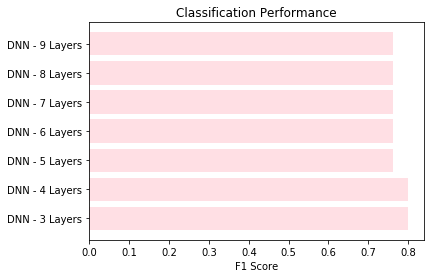 Classification Performance
DNN - 9 Layers
DNN - 8 Layers
DNN - 7 Layers
DNN - 6 Layers
DNN - 5 Layers
DNN - 4 Layers
DNN - 3 Layers
0.0 0.1 0.2 0.3 0.4 0.5 0.6 0.7 0.8
F1 Score